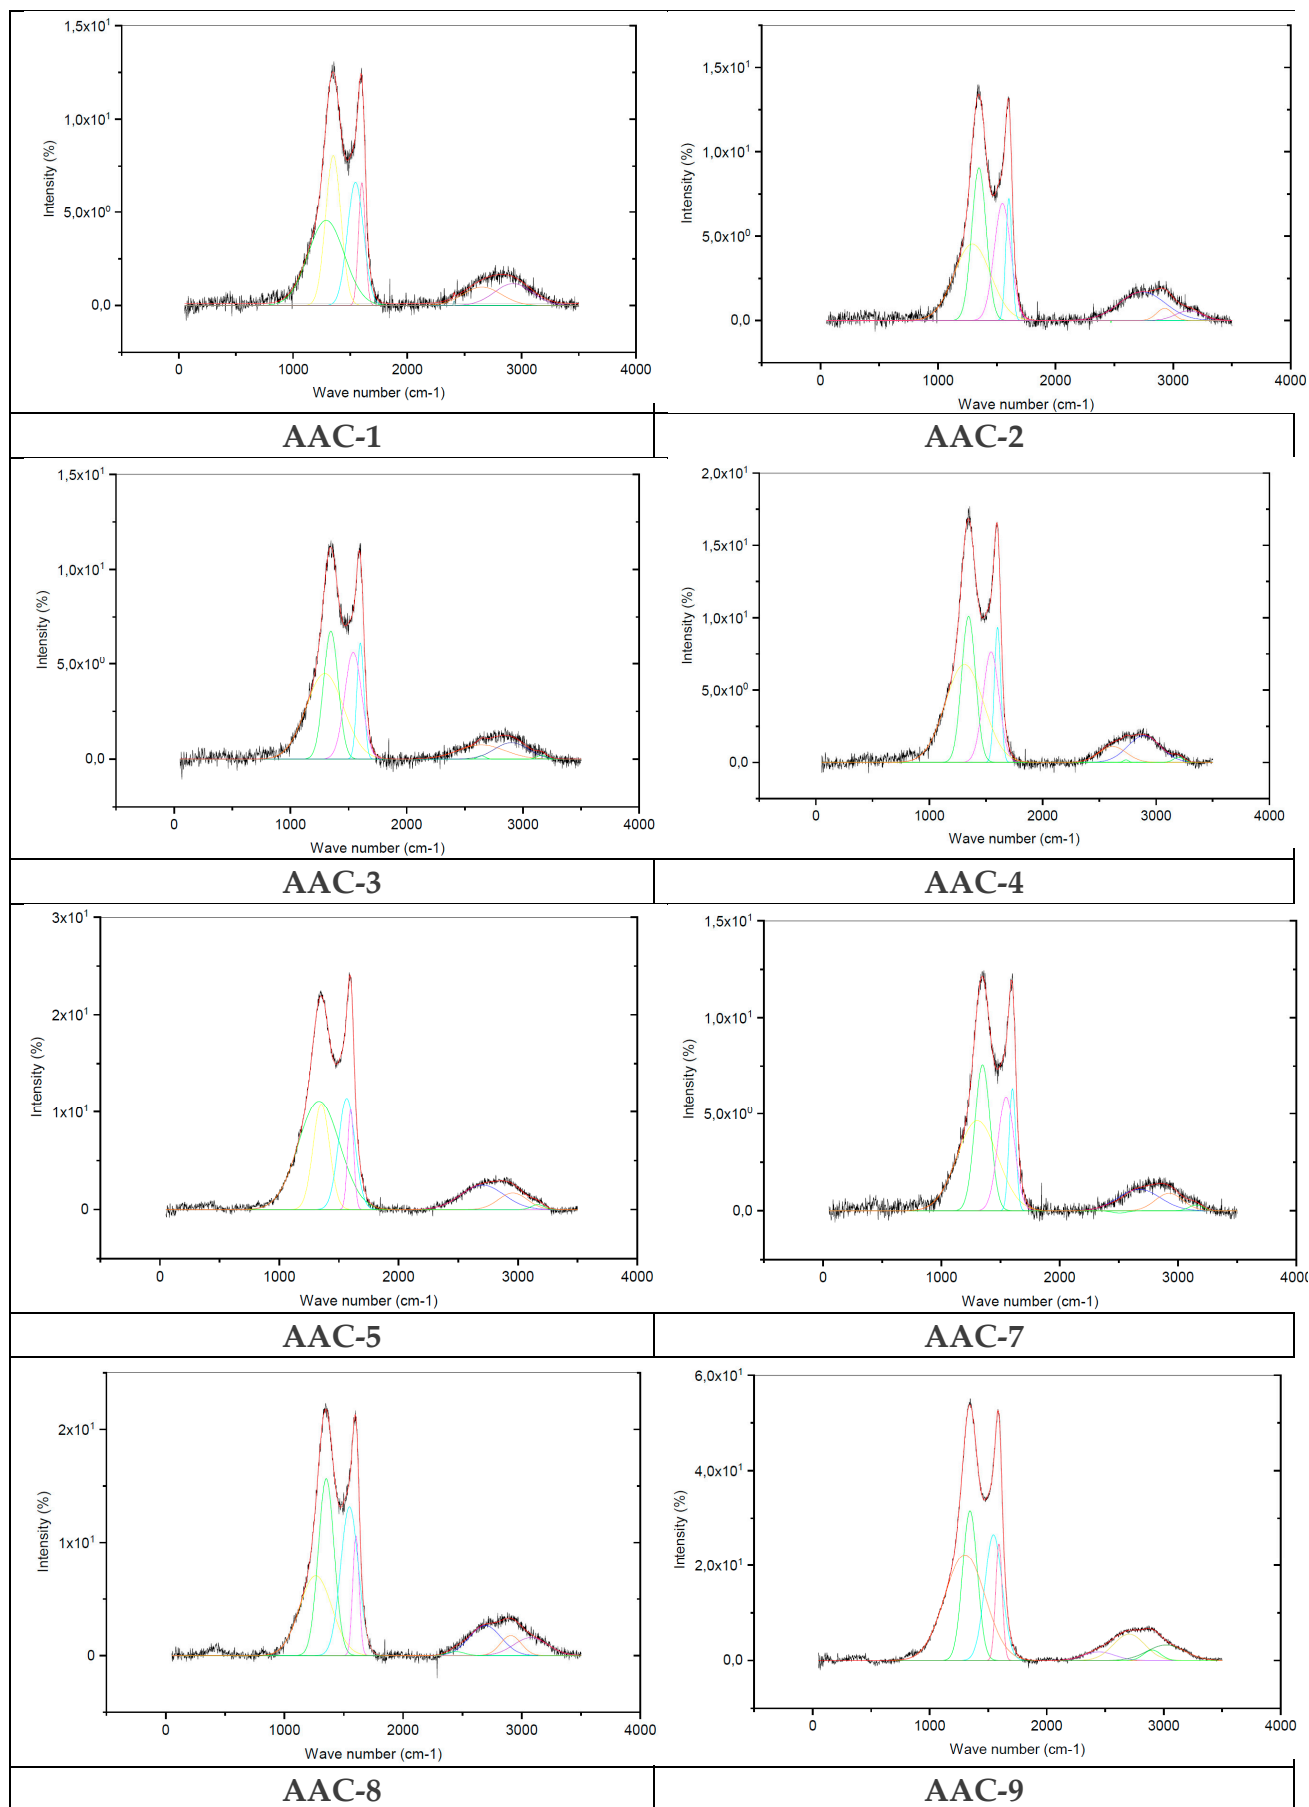 1,5x10¹
1,0x10¹
5,0x10⁰
0,0
Intensity (%)
0 1000 2000 3000 4000
Wave number (cm-1)
1,5x10¹
1,0x10¹
5,0x10⁰
0,0
Intensity (%)
0 1000 2000 3000 4000
Wave number (cm-1)
AAC-1 AAC-2
1,5x10¹
1,0x10¹
5,0x10⁰
0,0
Intensity (%)
0 1000 2000 3000 4000
Wave number (cm-1)
2,0x10¹
1,5x10¹
1,0x10¹
5,0x10⁰
0,0
Intensity (%)
0 1000 2000 3000 4000
Wave number (cm-1)
AAC-3 AAC-4
3x10¹
2x10¹
1x10¹
0
Intensity (%)
0 1000 2000 3000 4000
Wave number (cm-1)
1,5x10¹
1,0x10¹
5,0x10⁰
0,0
Intensity (%)
0 1000 2000 3000 4000
Wave number (cm-1)
AAC-5 AAC-7
2x10¹
1x10¹
0
Intensity (%)
0 1000 2000 3000 4000
Wave number (cm-1)
6,0x10¹
4,0x10¹
2,0x10¹
0,0
Intensity (%)
0 1000 2000 3000 4000
Wave number (cm-1)
AAC-8 AAC-9